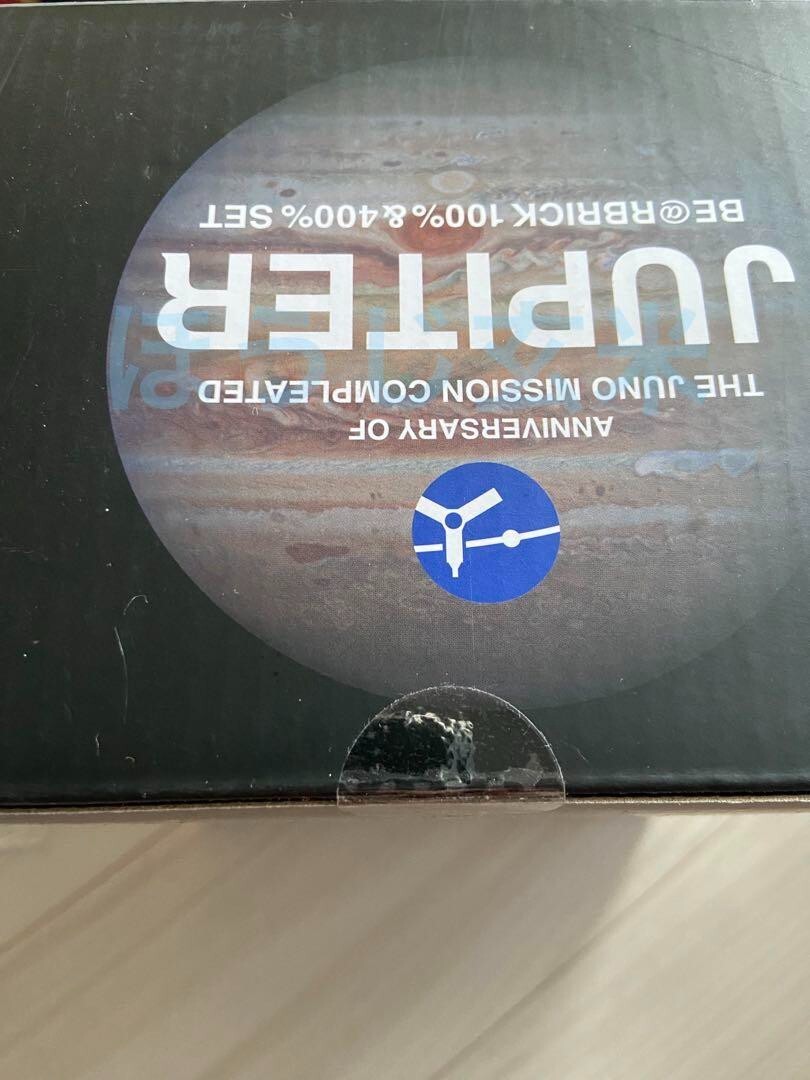 ANNIVERSARY OF
THE JUNO MISSION COMPLEATED
JUPITER
BE@RBRICK 100% & 400% SET